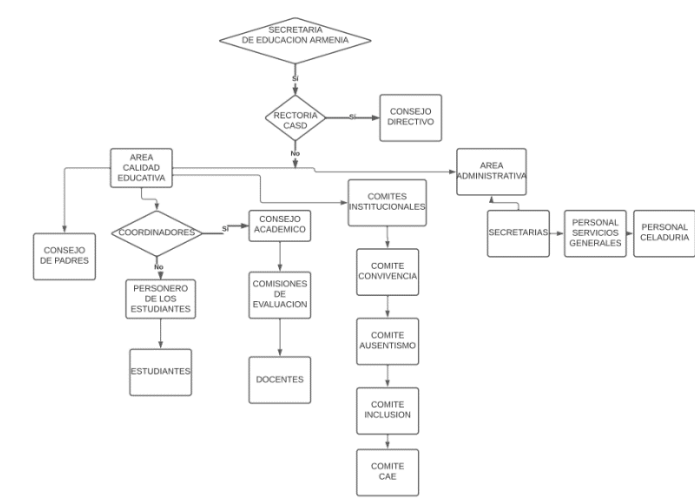 SECRETARIA
DE EDUCACION ARMENIA
Si
RECTORIA
CASD
Si
CONSEJO
DIRECTIVO
No
AREA
CALIDAD
EDUCATIVA
AREA
ADMINISTRATIVA
COMITES
INSTITUCIONALES
CONSEJO
DE PADRES
COORDINADORES
Si
CONSEJO
ACADEMICO
SECRETARIAS
PERSONAL
SERVICIOS
GENERALES
PERSONAL
CELADURIA
No
PERSONERO
DE LOS
ESTUDIANTES
COMISIONES
DE
EVALUACION
COMITE
CONVIVENCIA
ESTUDIANTES
DOCENTES
COMITE
AUSENTISMO
COMITE
INCLUSION
COMITE
CAE